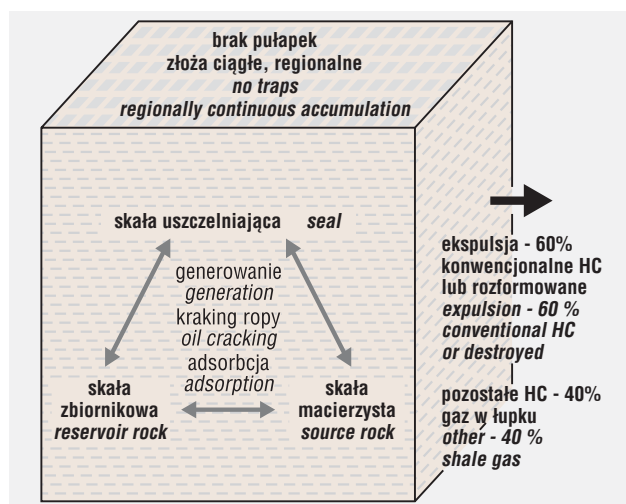 brak pułapek
złoża ciągłe, regionalne
no traps
regionally continuous accumulation
skała uszczelniająca seal
generowanie
generation
kraking ropy
oil cracking
adsorbcja
adsorption
skała
zbiornikowa
reservoir rock
skała
macierzysta
source rock
ekspulsja - 60%
konwencjonalne HC
lub rozformowane
expulsion - 60 %
conventional HC
or destroyed
pozostałe HC - 40%
gaz w łupku
other - 40 %
shale gas